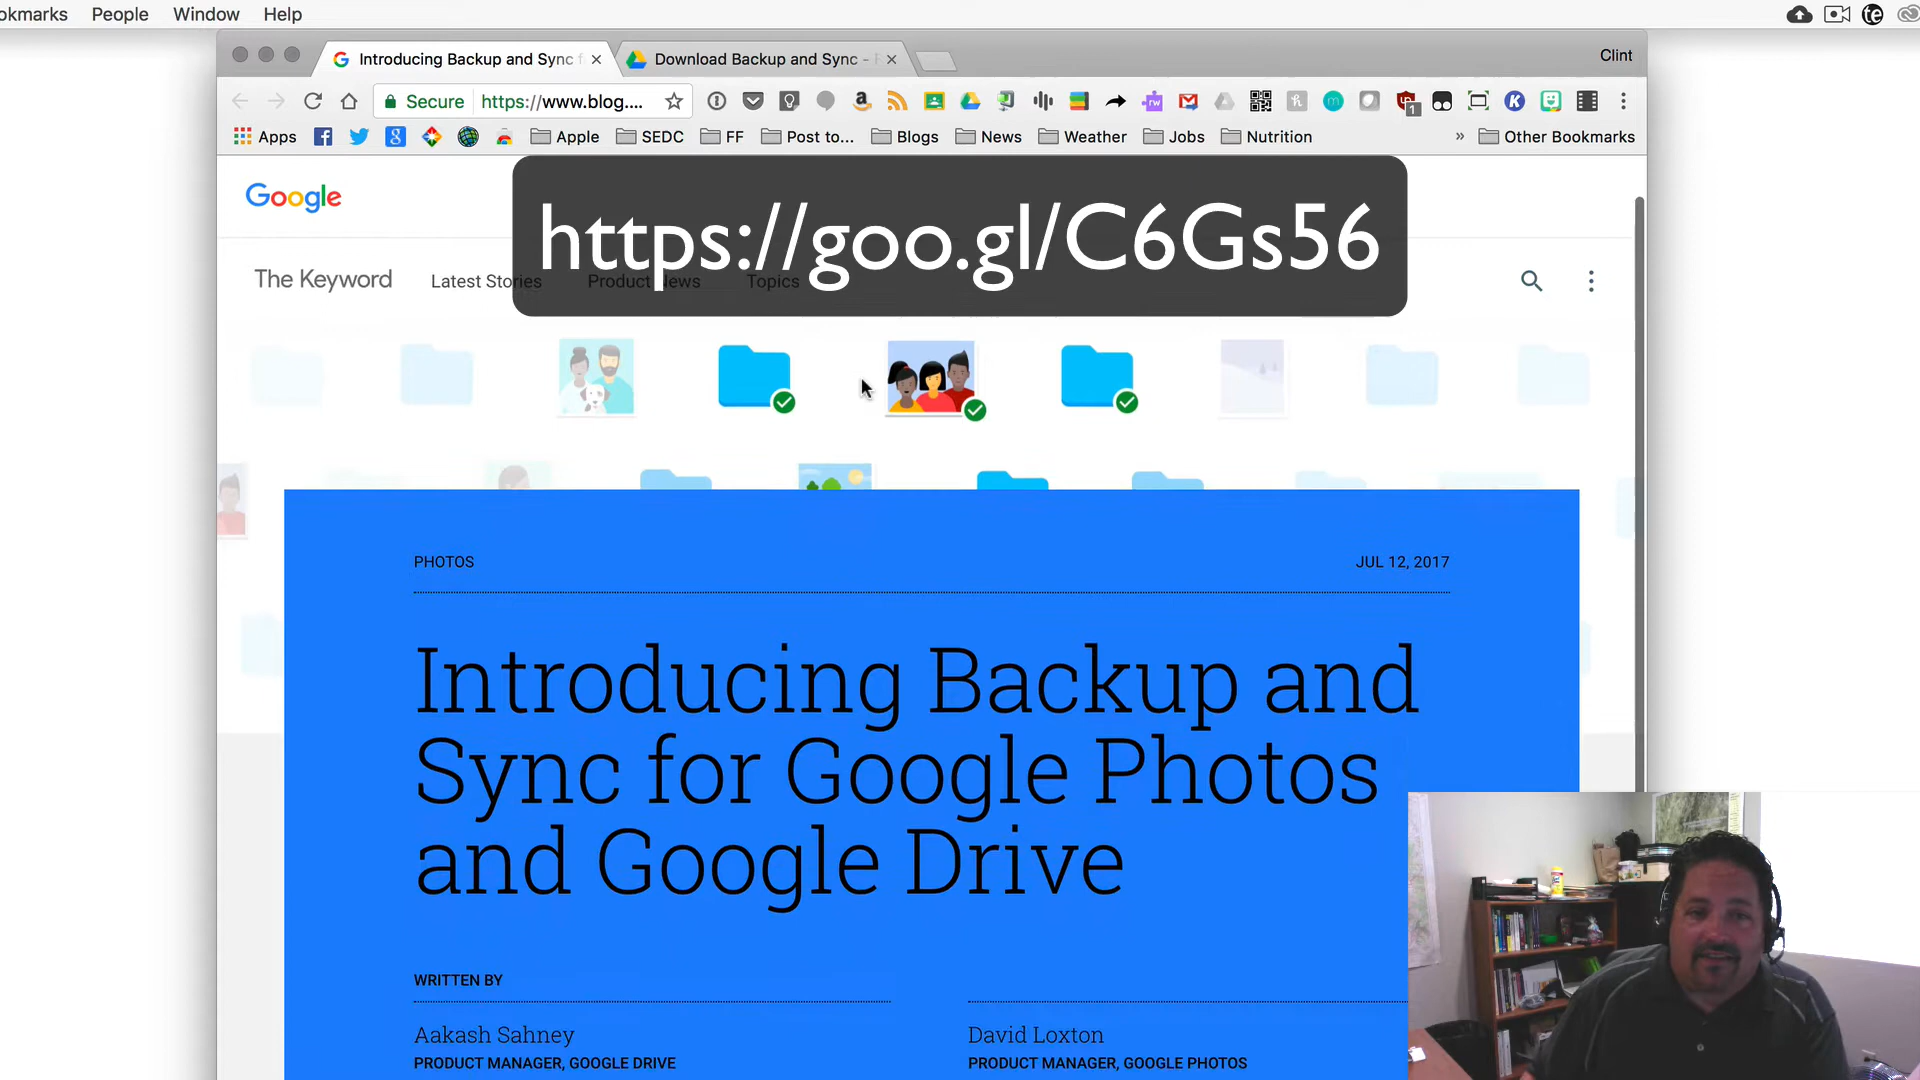 okmarks People Window Help
Introducing Backup and Sync f
Download Backup and Sync -
Clint
Secure https://www.blog....
Apps Apple SEDC FF Post to... Blogs News Weather Jobs Nutrition » Other Bookmarks
Google
https://goo.gl/C6Gs56
The Keyword Latest Stories Product News Topics
PHOTOS
JUL 12, 2017
Introducing Backup and
Sync for Google Photos
and Google Drive
WRITTEN BY
Aakash Sahney
PRODUCT MANAGER, GOOGLE DRIVE
David Loxton
PRODUCT MANAGER, GOOGLE PHOTOS